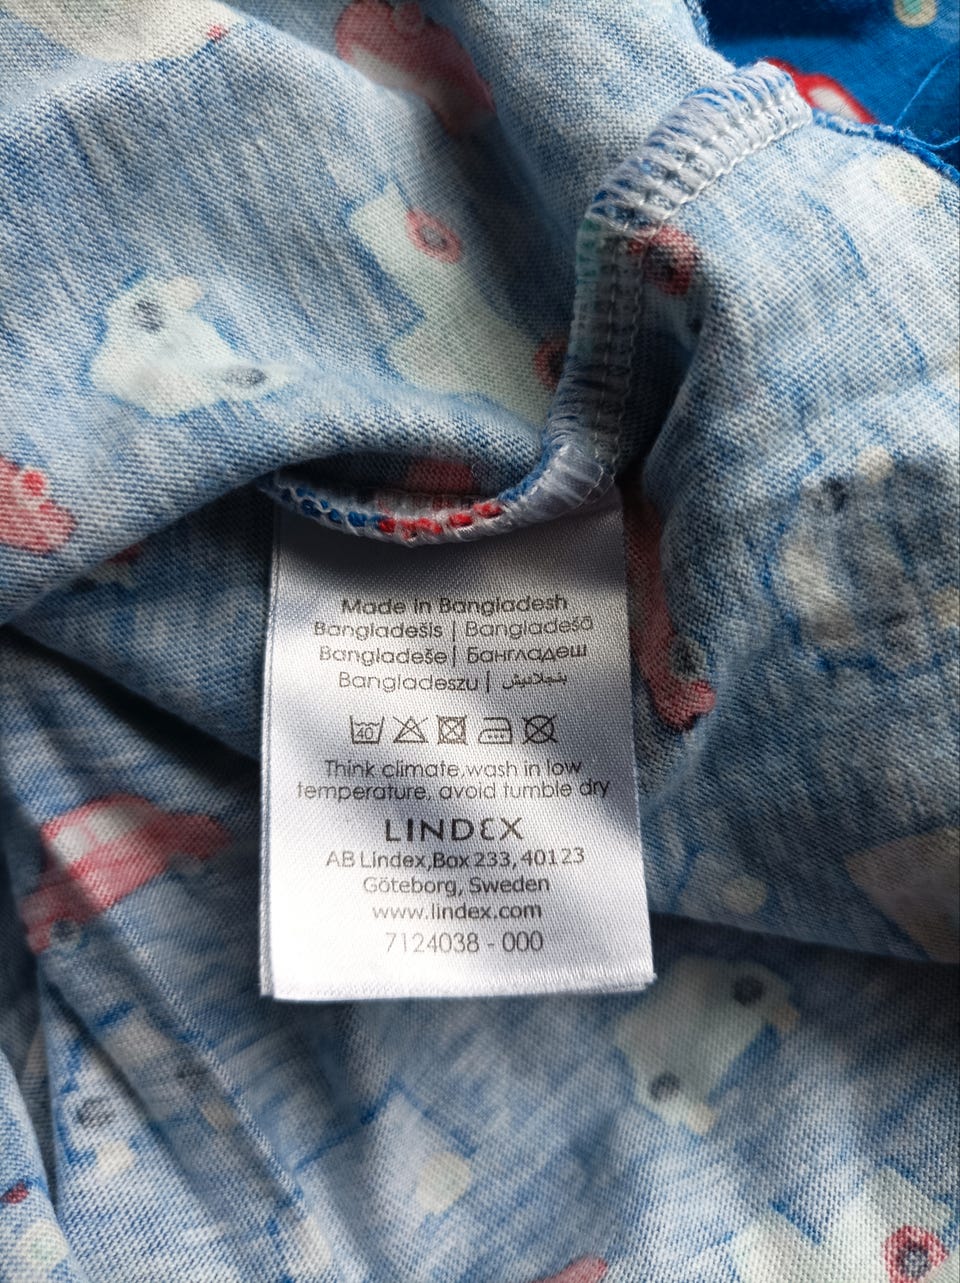 Made in Bangladesh
Bangladešis | Bangladešā
Bangladeše | Бангладеш
Bangladeszu | بنجلاديش
40
Think climate,wash in low
temperature, avoid tumble dry
LINDEX
AB Lindex,Box 233, 40123
Göteborg, Sweden
www.lindex.com
7124038 - 000